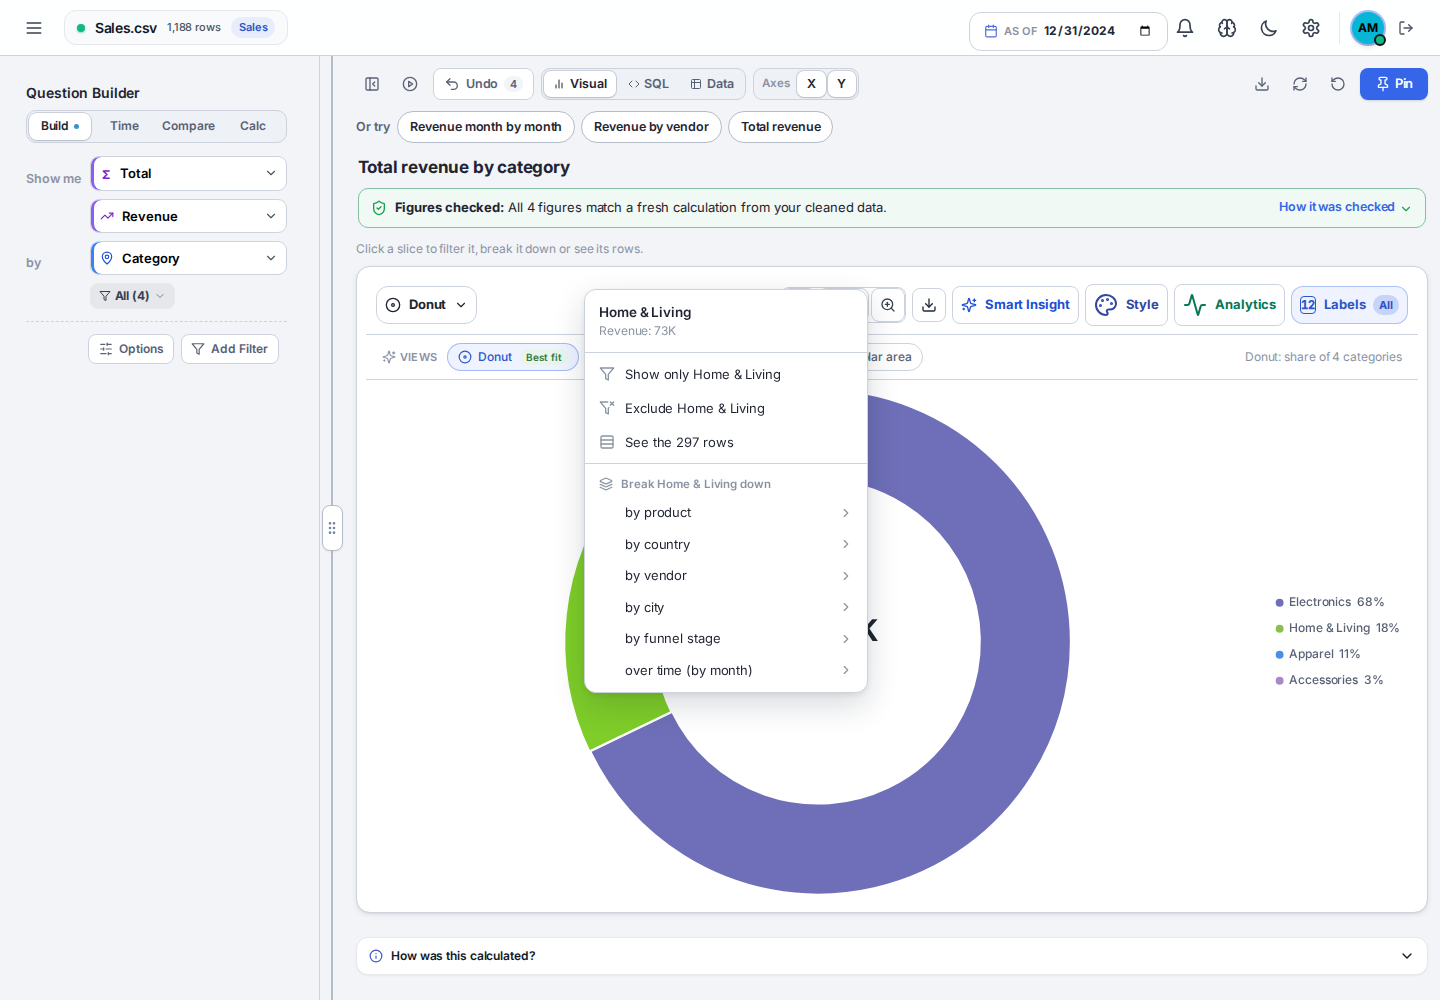 Sales.csv 1,188 rows Sales
AS OF 12/31/2024
AM
Question Builder
Build Time Compare Calc
Show me Total
Revenue
by Category
All (4)
Options Add Filter
Undo 4 Visual SQL Data Axes X Y
Pin
Or try Revenue month by month Revenue by vendor Total revenue
Total revenue by category
Figures checked: All 4 figures match a fresh calculation from your cleaned data. How it was checked
Click a slice to filter it, break it down or see its rows.
Donut Smart Insight Style Analytics 12 Labels All
VIEWS Donut Best fit area Donut: share of 4 categories
Home & Living
Revenue: 73K
Show only Home & Living
Exclude Home & Living
See the 297 rows
Break Home & Living down
by product
by country
by vendor
by city
by funnel stage
over time (by month)
K
Electronics 68%
Home & Living 18%
Apparel 11%
Accessories 3%
How was this calculated?